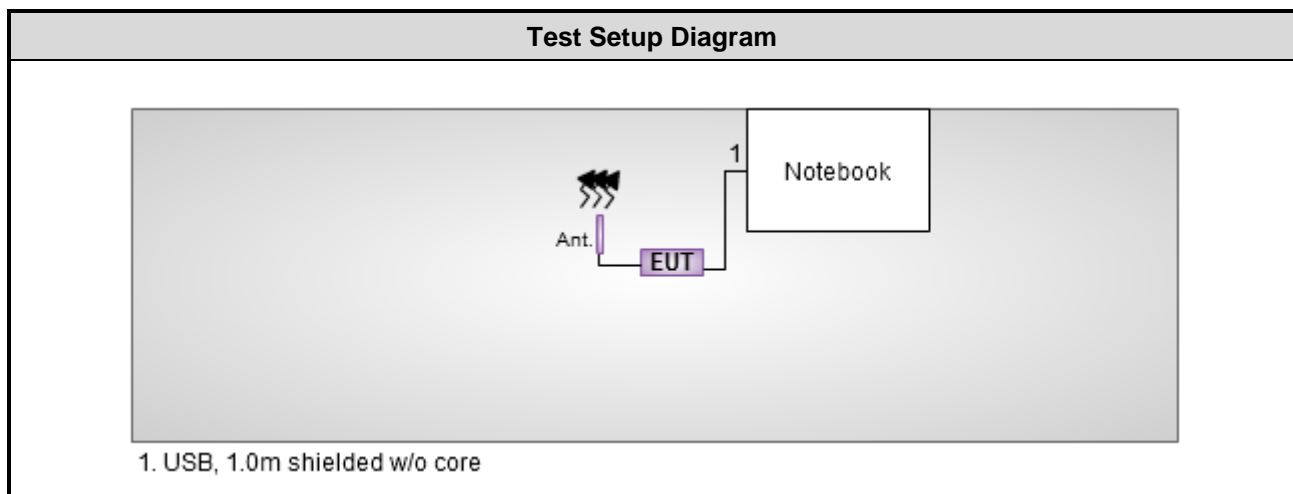 Test Setup Diagram
1
Notebook
Ant.
EUT
1. USB, 1.0m shielded w/o core